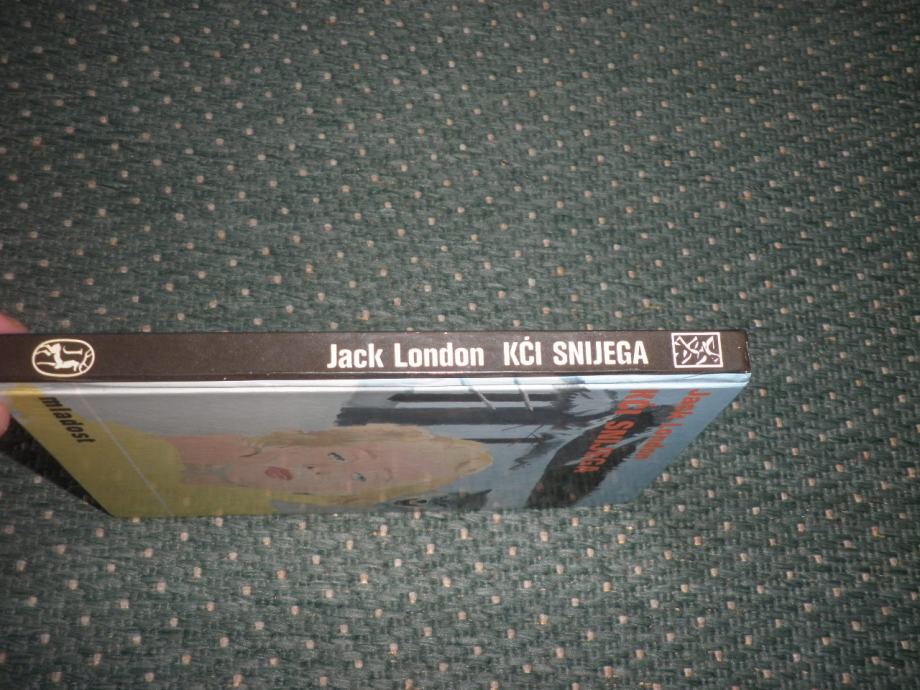 Jack London KĆI SNIJEGA
Jack London
KĆI SNIJEGA
mladost